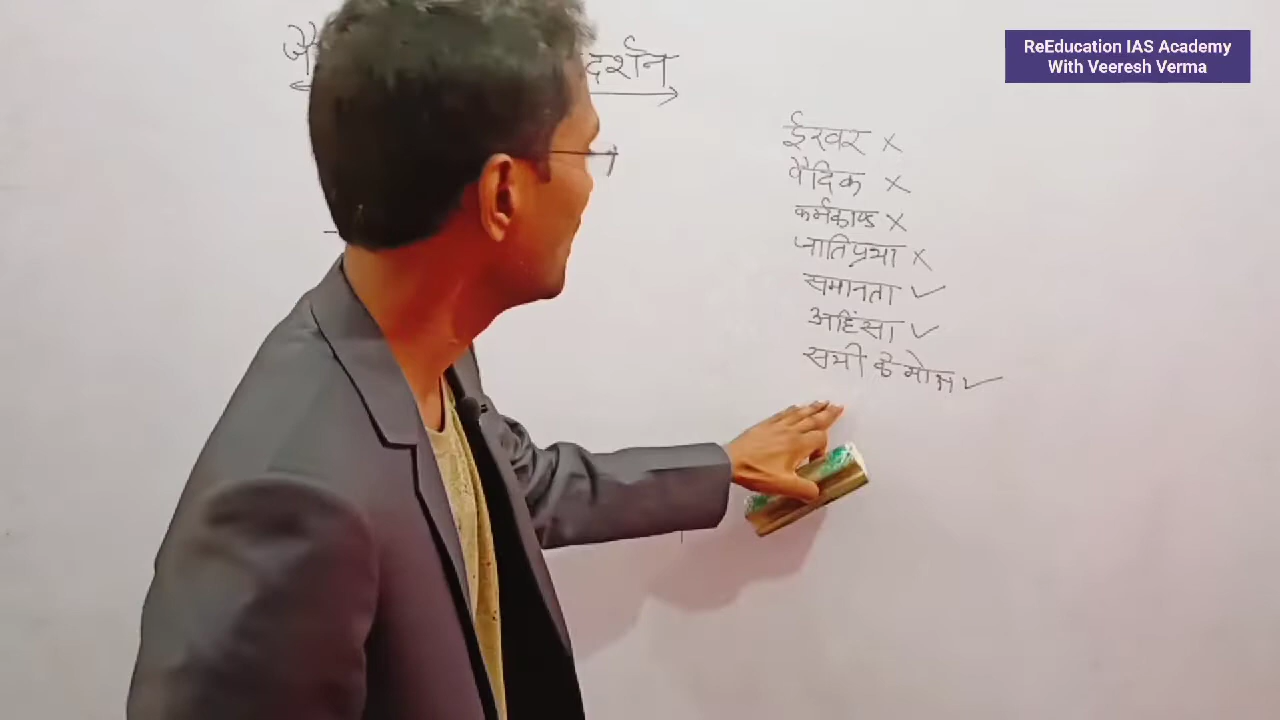 जै दर्शन
ReEducation IAS Academy
With Veeresh Verma
ईश्वर ×
वैदिक ×
कर्मकाण्ड ×
जातिप्रथा ×
समानता ✓
अहिंसा ✓
सभी के मोक्ष ✓